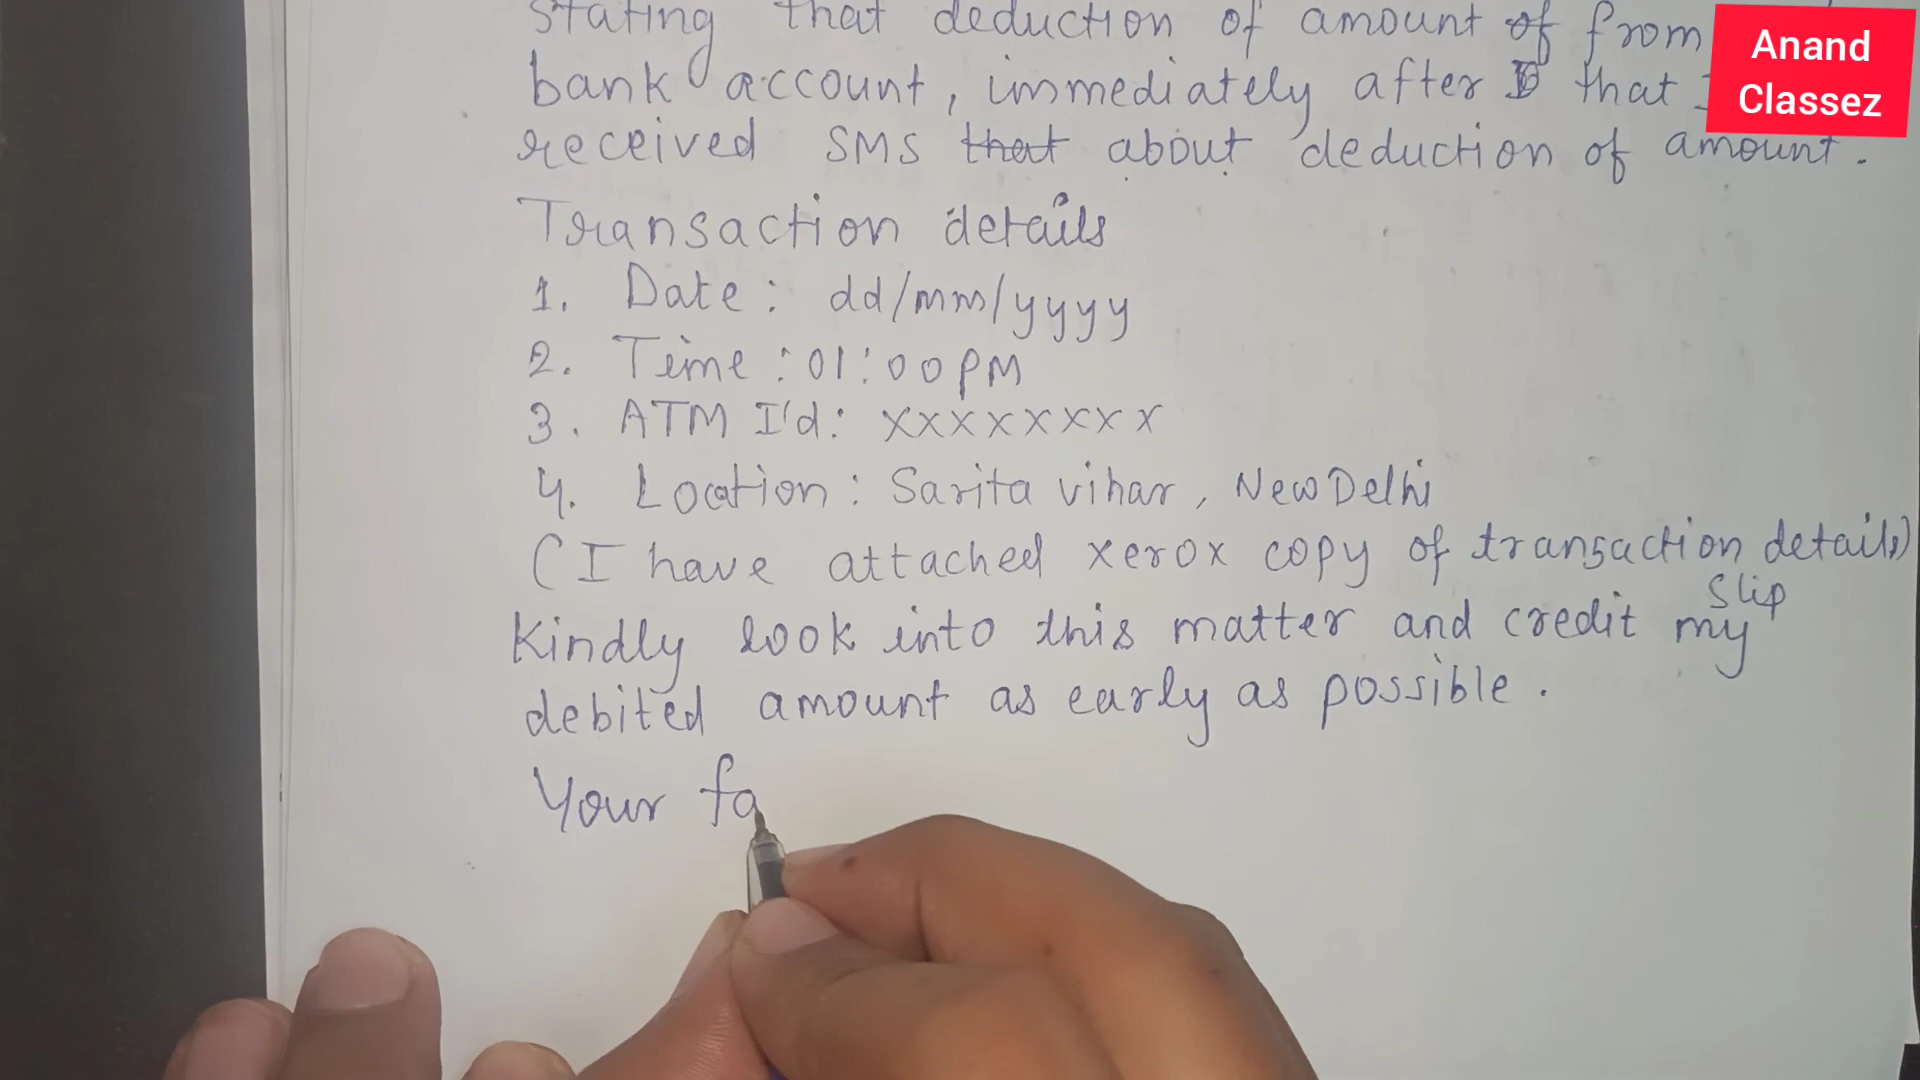 stating that deduction of amount of from
bank account, immediately after that
received SMS that about deduction of amount.
Transaction details
1. Date: dd/mm/yyyy
2. Time: 01:00PM
3. ATM I'd: xxxxxxxx
4. Location: Sarita vihar, New Delhi
(I have attached xerox copy of transaction details)
slip
Kindly look into this matter and credit my
debited amount as early as possible.
Your fa
Anand
Classez